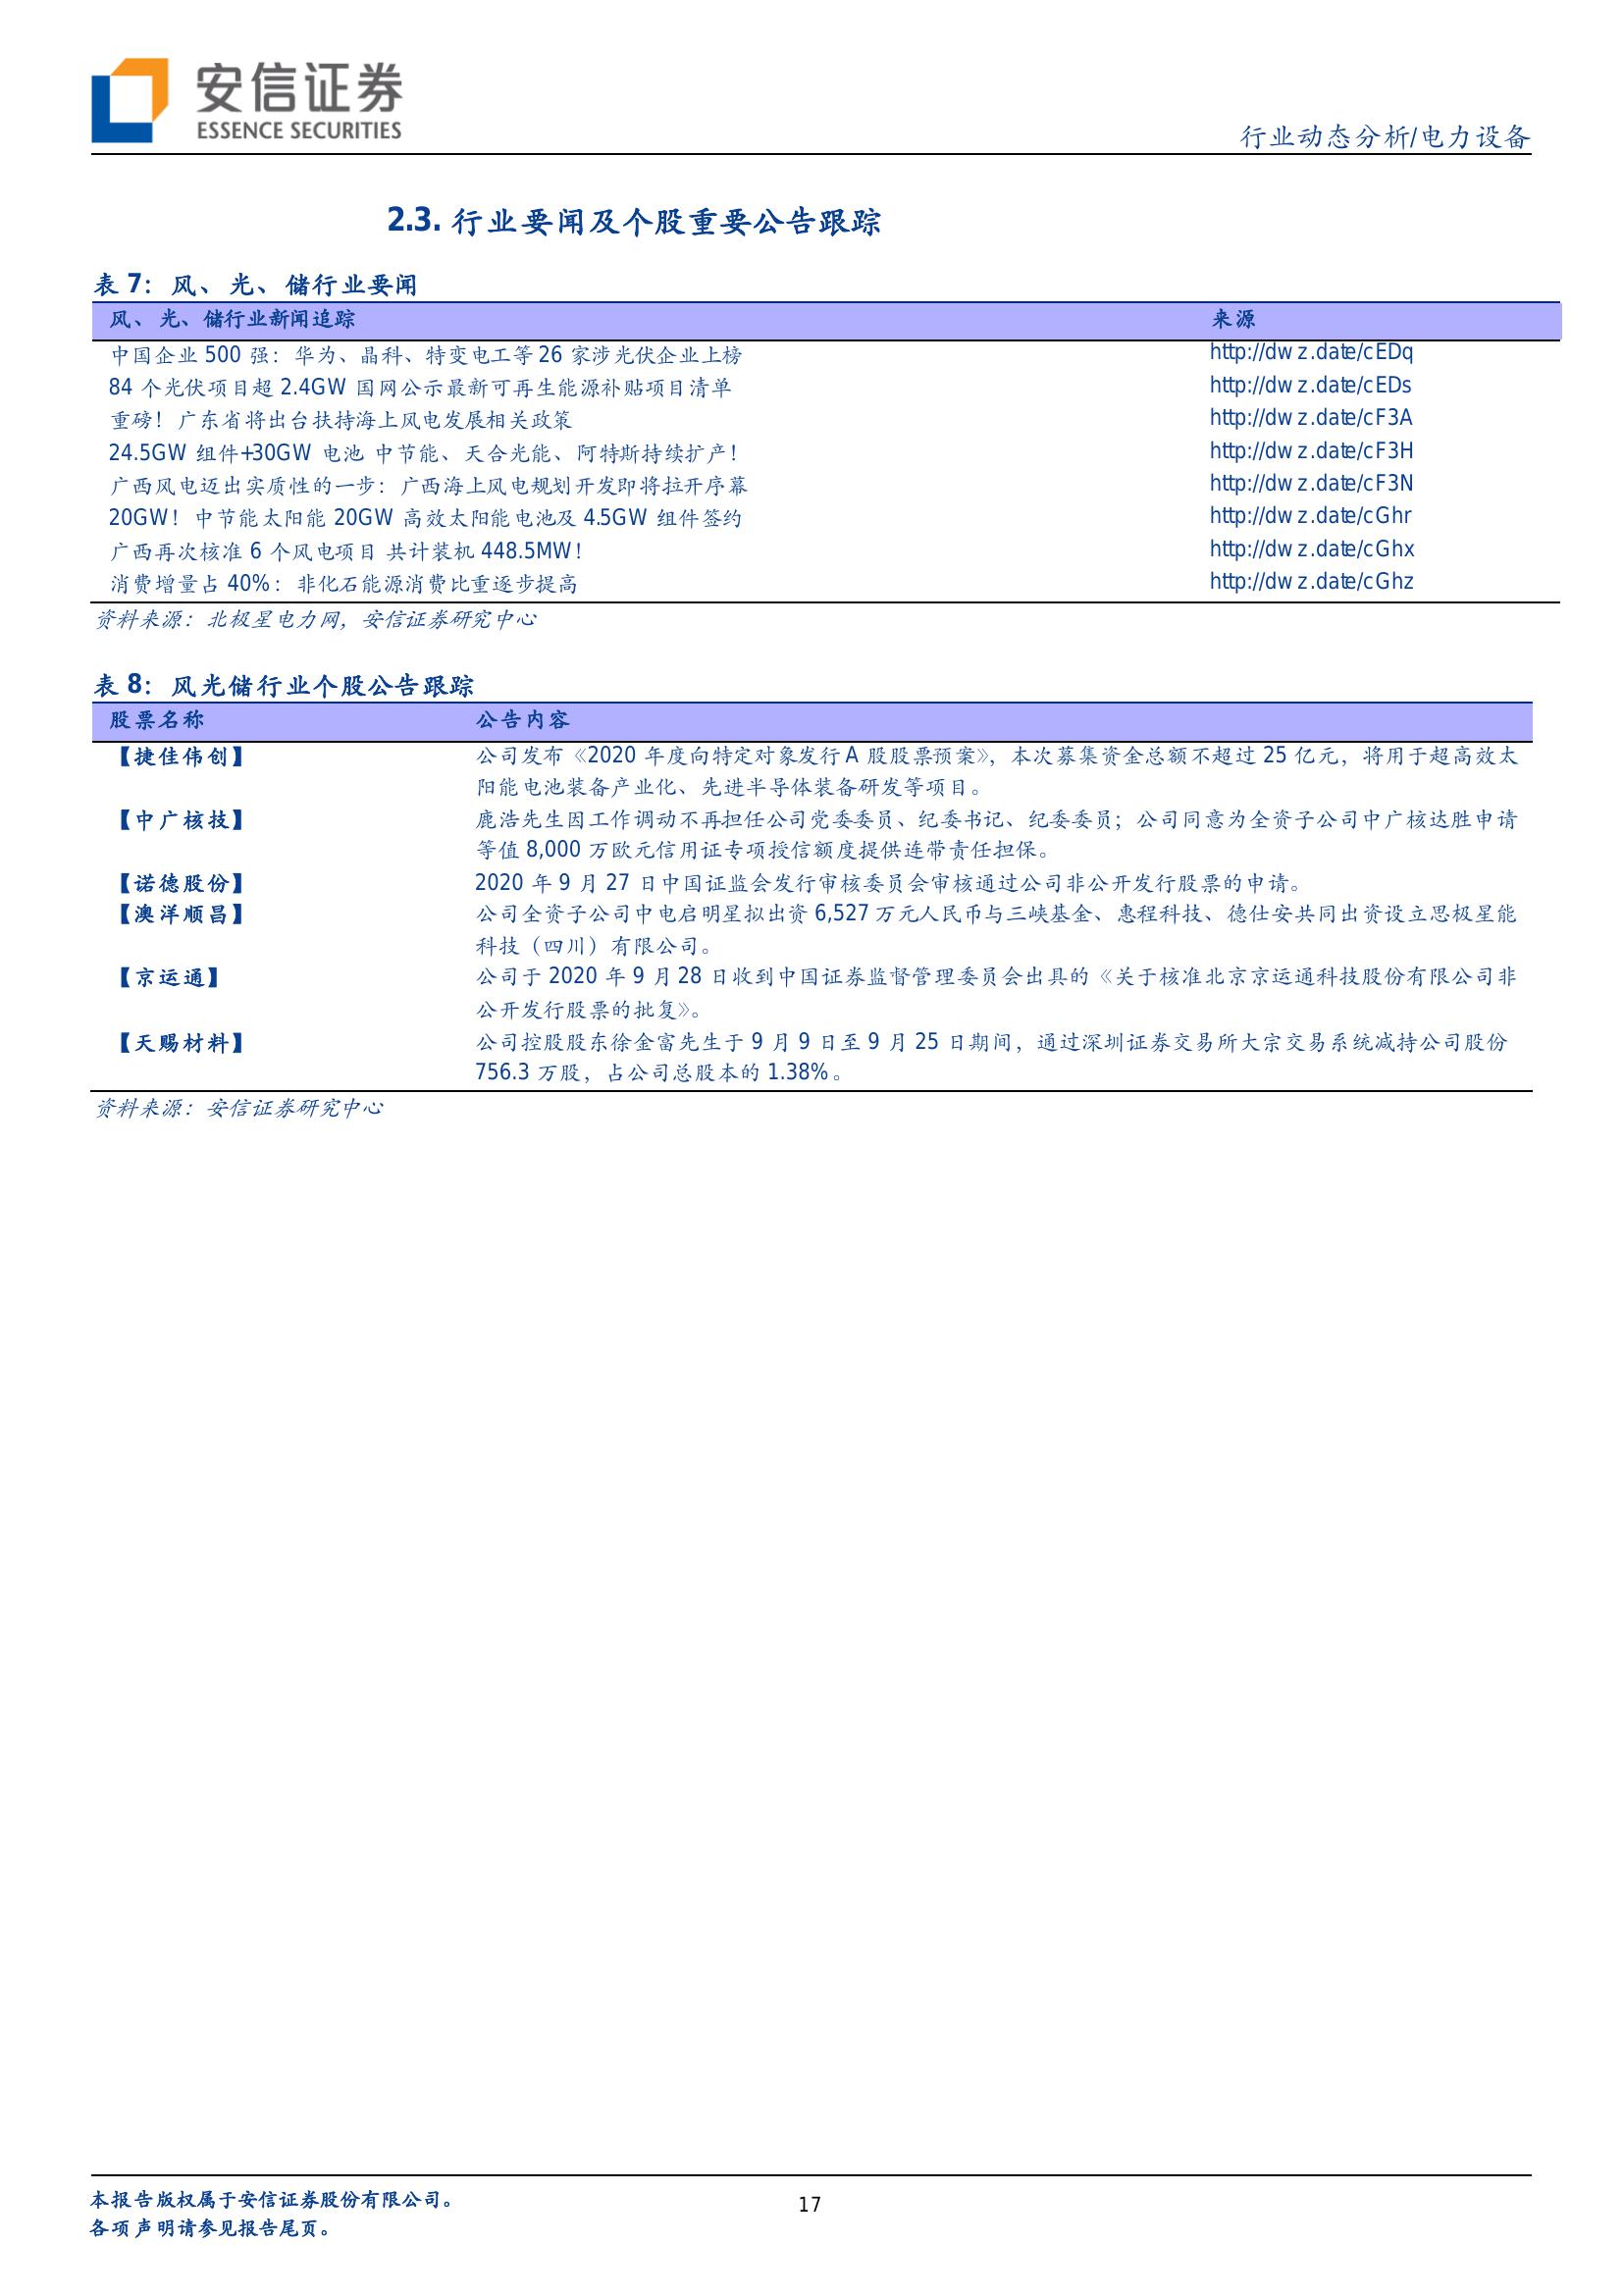 安信证券
ESSENCE SECURITIES
行业动态分析/电力设备
2.3. 行业要闻及个股重要公告跟踪
表 7：风、光、储行业要闻
风、光、储行业新闻追踪 来源
中国企业 500 强：华为、晶科、特变电工等 26 家涉光伏企业上榜 http://dwz.date/cEDq
84 个光伏项目超 2.4GW 国网公示最新可再生能源补贴项目清单 http://dwz.date/cEDs
重磅！广东省将出台扶持海上风电发展相关政策 http://dwz.date/cF3A
24.5GW 组件+30GW 电池 中节能、天合光能、阿特斯持续扩产！ http://dwz.date/cF3H
广西风电迈出实质性的一步：广西海上风电规划开发即将拉开序幕 http://dwz.date/cF3N
20GW！中节能太阳能 20GW 高效太阳能电池及 4.5GW 组件签约 http://dwz.date/cGhr
广西再次核准 6 个风电项目 共计装机 448.5MW！ http://dwz.date/cGhx
消费增量占 40%：非化石能源消费比重逐步提高 http://dwz.date/cGhz
资料来源：北极星电力网，安信证券研究中心
表 8：风光储行业个股公告跟踪
股票名称 公告内容
【捷佳伟创】 公司发布《2020 年度向特定对象发行 A 股股票预案》，本次募集资金总额不超过 25 亿元，将用于超高效太
阳能电池装备产业化、先进半导体装备研发等项目。
【中广核技】 鹿浩先生因工作调动不再担任公司党委委员、纪委书记、纪委委员；公司同意为全资子公司中广核达胜申请
等值 8,000 万欧元信用证专项授信额度提供连带责任担保。
【诺德股份】 2020 年 9 月 27 日中国证监会发行审核委员会审核通过公司非公开发行股票的申请。
【澳洋顺昌】 公司全资子公司中电启明星拟出资 6,527 万元人民币与三峡基金、惠程科技、德仕安共同出资设立思极星能
科技（四川）有限公司。
【京运通】 公司于 2020 年 9 月 28 日收到中国证券监督管理委员会出具的《关于核准北京京运通科技股份有限公司非
公开发行股票的批复》。
【天赐材料】 公司控股股东徐金富先生于 9 月 9 日至 9 月 25 日期间，通过深圳证券交易所大宗交易系统减持公司股份
756.3 万股，占公司总股本的 1.38%。
资料来源：安信证券研究中心
本报告版权属于安信证券股份有限公司。
各项声明请参见报告尾页。
17